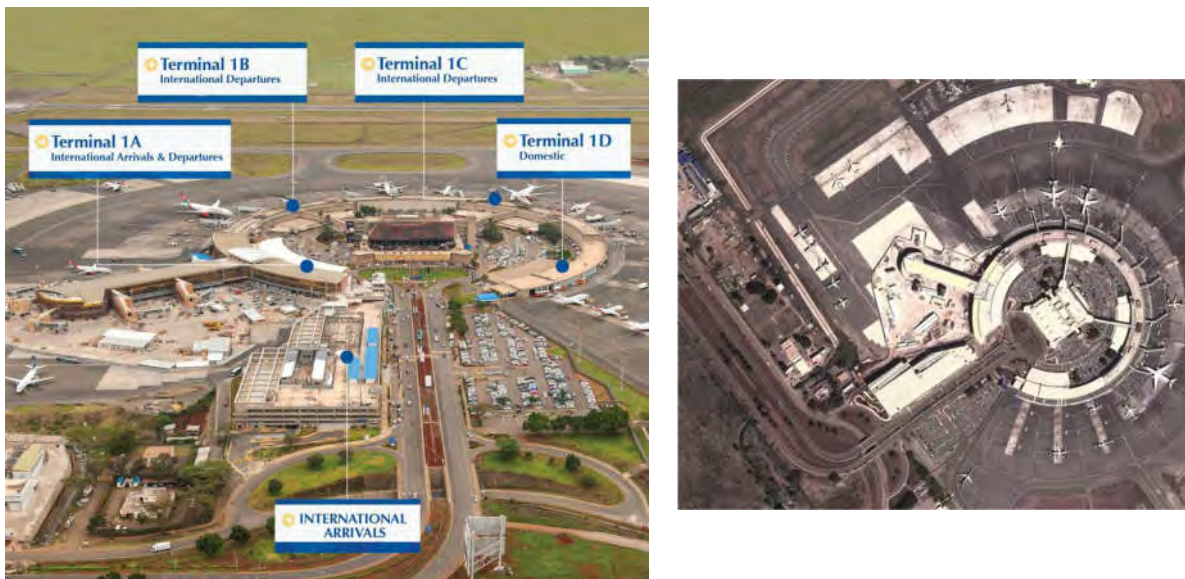 Terminal 1B
International Departures
Terminal 1C
International Departures
Terminal 1A
International Arrivals & Departures
Terminal 1D
Domestic
INTERNATIONAL
ARRIVALS